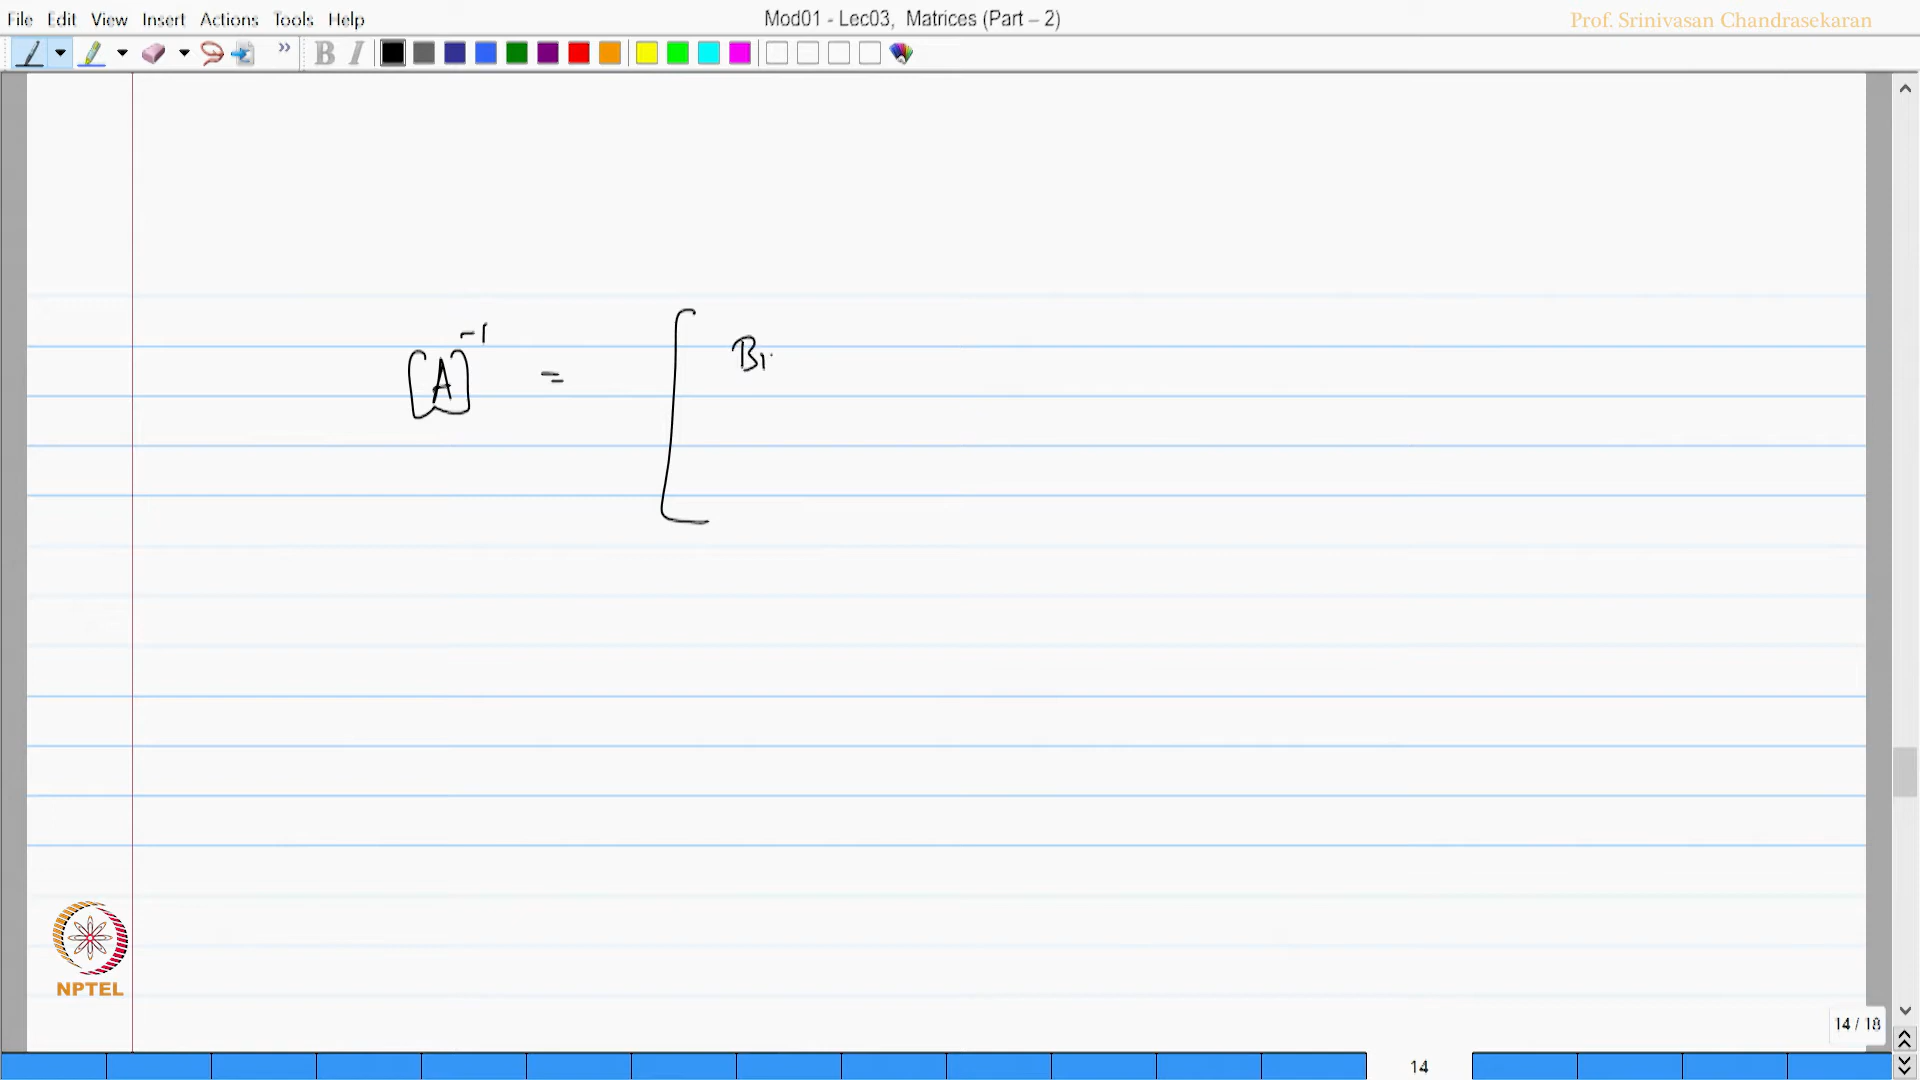 File Edit View Insert Actions Tools Help
Mod01 - Lec03, Matrices (Part – 2)
Prof. Srinivasan Chandrasekaran
» B I
[A]⁻¹ = [ B1
NPTEL
14 / 18
14